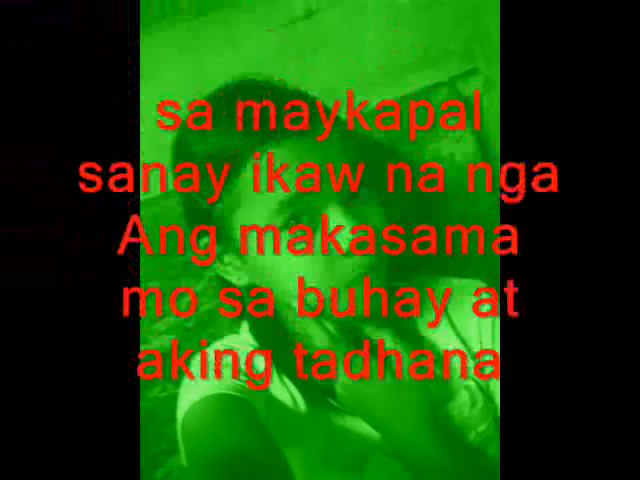 sa maykapal
sanay ikaw na nga
Ang makasama
mo sa buhay at
aking tadhana